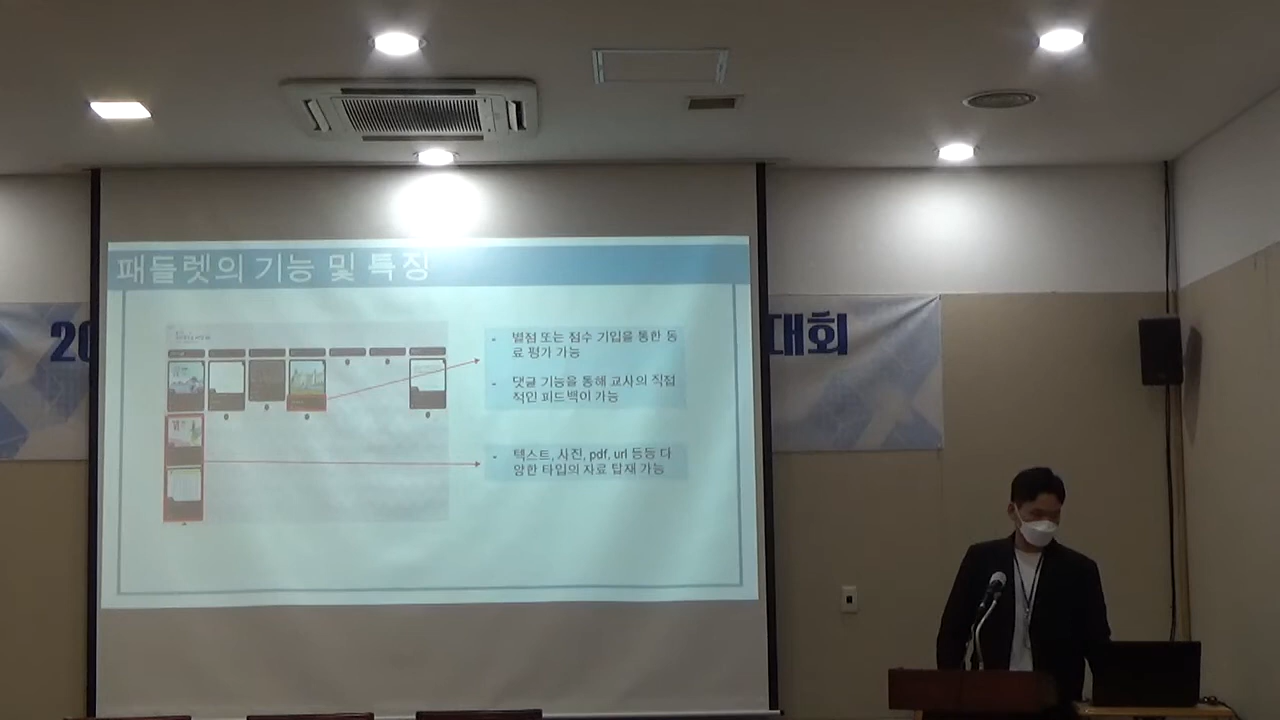 패들렛의 기능 및 특징
20
대회
- 별점 또는 점수 기입을 통한 동
료 평가 가능
- 댓글 기능을 통해 교사의 직접
적인 피드백이 가능
- 텍스트, 사진, pdf, url 등등 다
양한 타입의 자료 탑재 가능